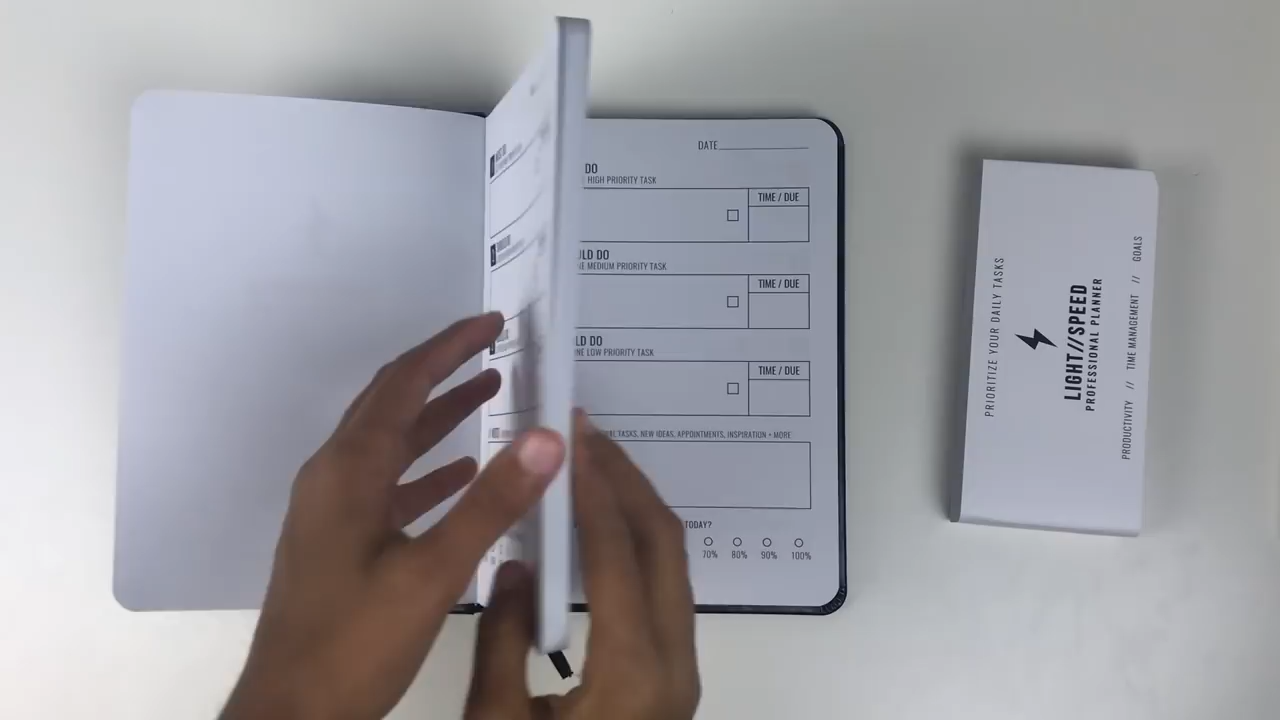 DATE
DO
HIGH PRIORITY TASK
TIME / DUE
ULD DO
NE MEDIUM PRIORITY TASK
TIME / DUE
LD DO
NE LOW PRIORITY TASK
TIME / DUE
TASKS, NEW IDEAS, APPOINTMENTS, INSPIRATION + MORE
TODAY?
70% 80% 90% 100%
PRIORITIZE YOUR DAILY TASKS
LIGHT//SPEED
PROFESSIONAL PLANNER
PRODUCTIVITY // TIME MANAGEMENT // GOALS